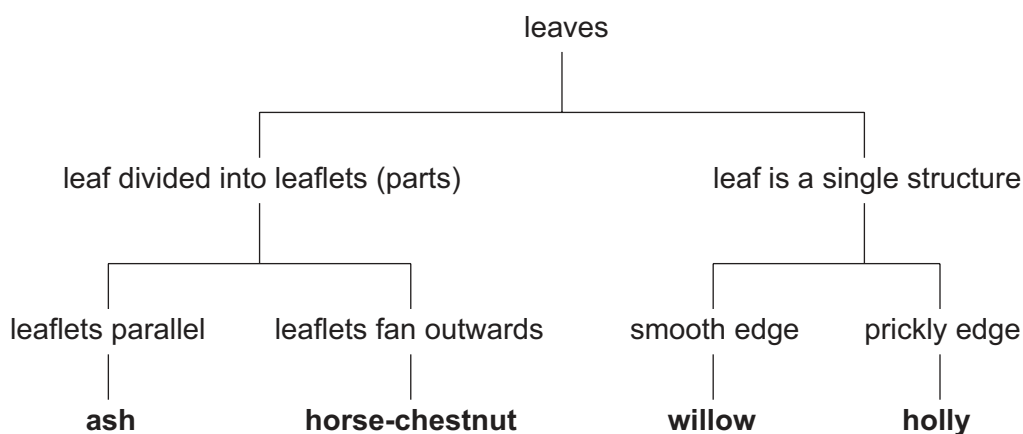 leaves
leaf divided into leaflets (parts) leaf is a single structure
leaflets parallel leaflets fan outwards smooth edge prickly edge
ash horse-chestnut willow holly